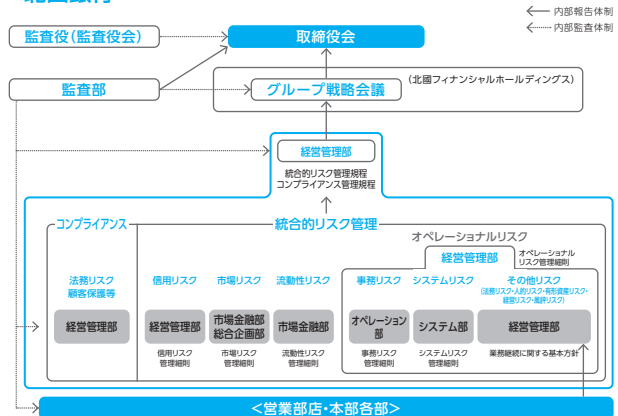 内部報告体制
内部監査体制
監査役(監査役会)
取締役会
監査部
グループ戦略会議
(北國フィナンシャルホールディングス)
経営管理部
統合的リスク管理規程
コンプライアンス管理規程
コンプライアンス
統合的リスク管理
オペレーショナルリスク
経営管理部
オペレーショナル
リスク管理細則
法務リスク
顧客保護等
信用リスク
市場リスク
流動性リスク
事務リスク
システムリスク
その他リスク
(法務リスク・人的リスク・有形資産リスク・
経営リスク・風評リスク)
経営管理部
経営管理部
市場金融部
総合企画部
市場金融部
オペレーション
部
システム部
経営管理部
信用リスク
管理細則
市場リスク
管理細則
流動性リスク
管理細則
事務リスク
管理細則
システムリスク
管理細則
業務継続に関する基本方針
<営業部店・本部各部>